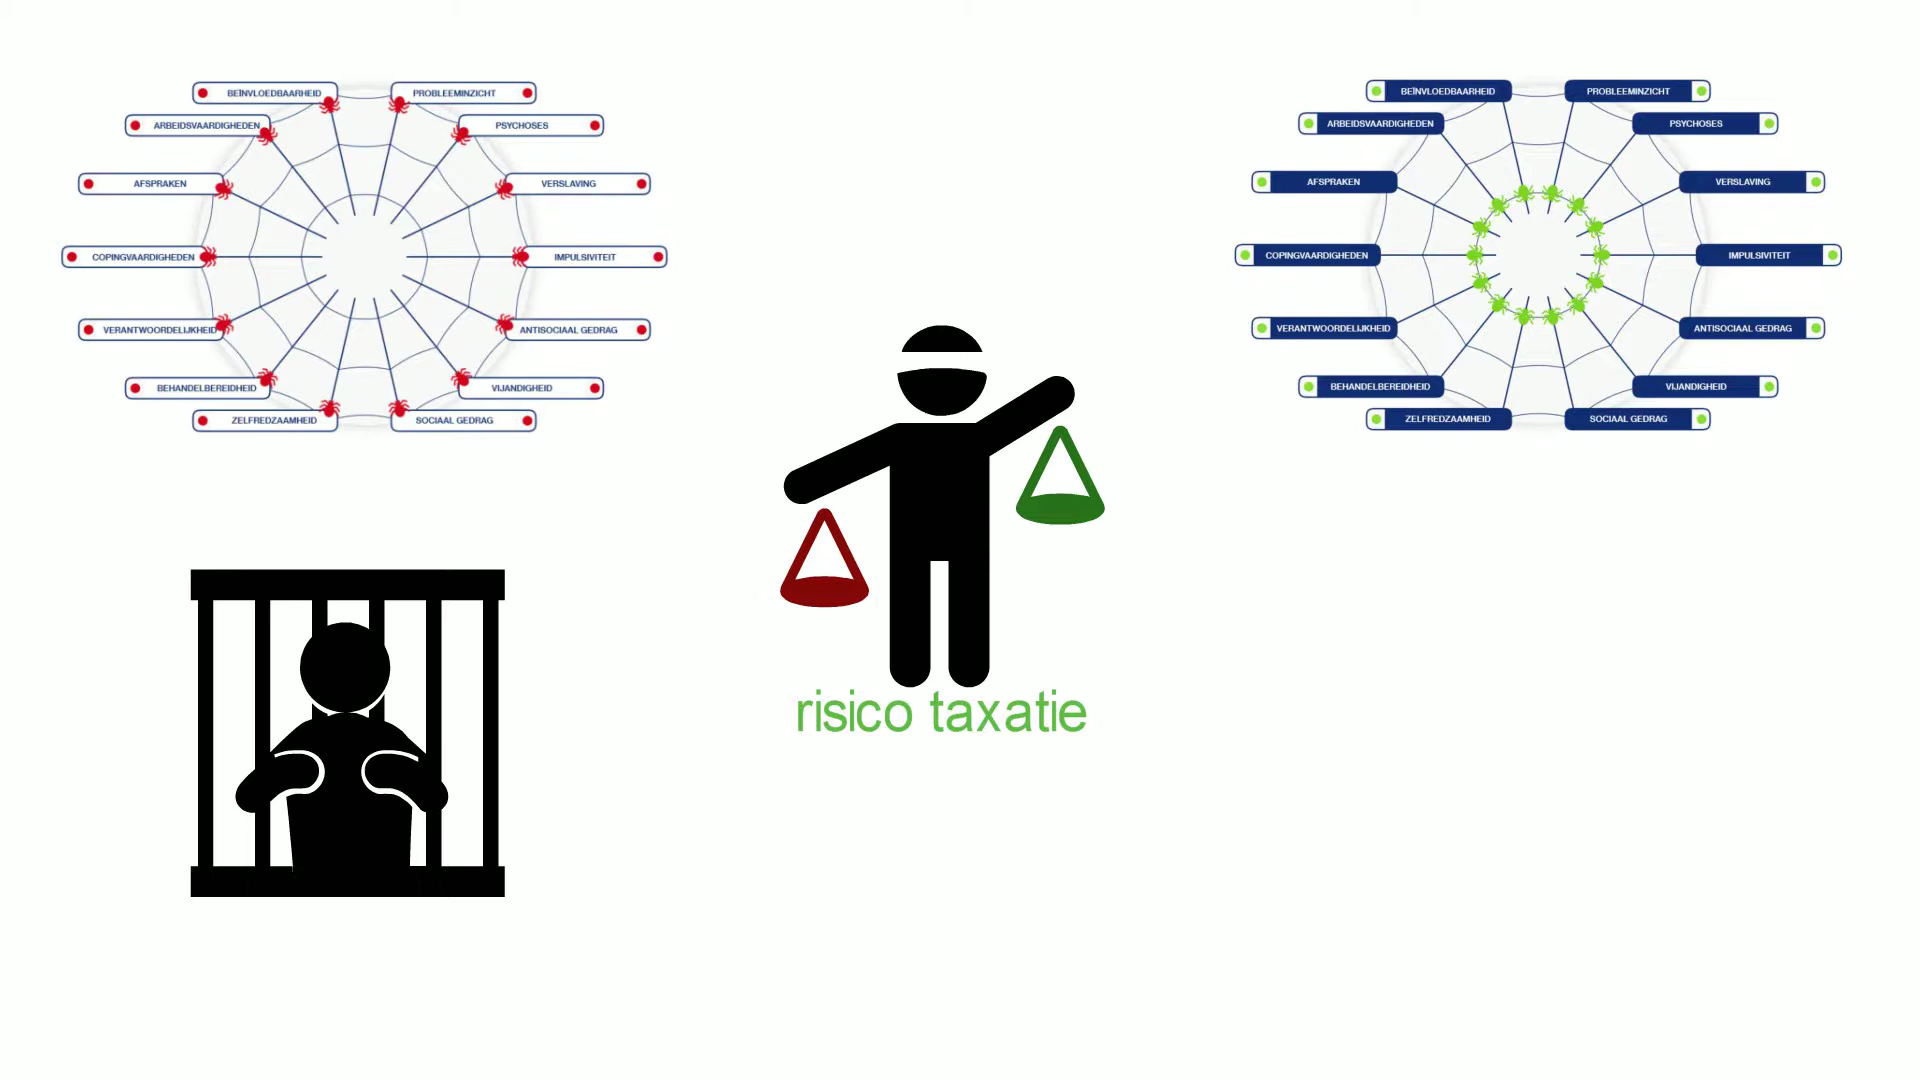 BEÏNVLOEDBAARHEID
PROBLEEMINZICHT
ARBEIDSVAARDIGHEDEN
PSYCHOSES
AFSPRAKEN
VERSLAVING
COPINGVAARDIGHEDEN
IMPULSIVITEIT
VERANTWOORDELIJKHEID
ANTISOCIAAL GEDRAG
BEHANDELBEREIDHEID
VIJANDIGHEID
ZELFREDZAAMHEID
SOCIAAL GEDRAG
risico taxatie
BEÏNVLOEDBAARHEID
PROBLEEMINZICHT
ARBEIDSVAARDIGHEDEN
PSYCHOSES
AFSPRAKEN
VERSLAVING
COPINGVAARDIGHEDEN
IMPULSIVITEIT
VERANTWOORDELIJKHEID
ANTISOCIAAL GEDRAG
BEHANDELBEREIDHEID
VIJANDIGHEID
ZELFREDZAAMHEID
SOCIAAL GEDRAG